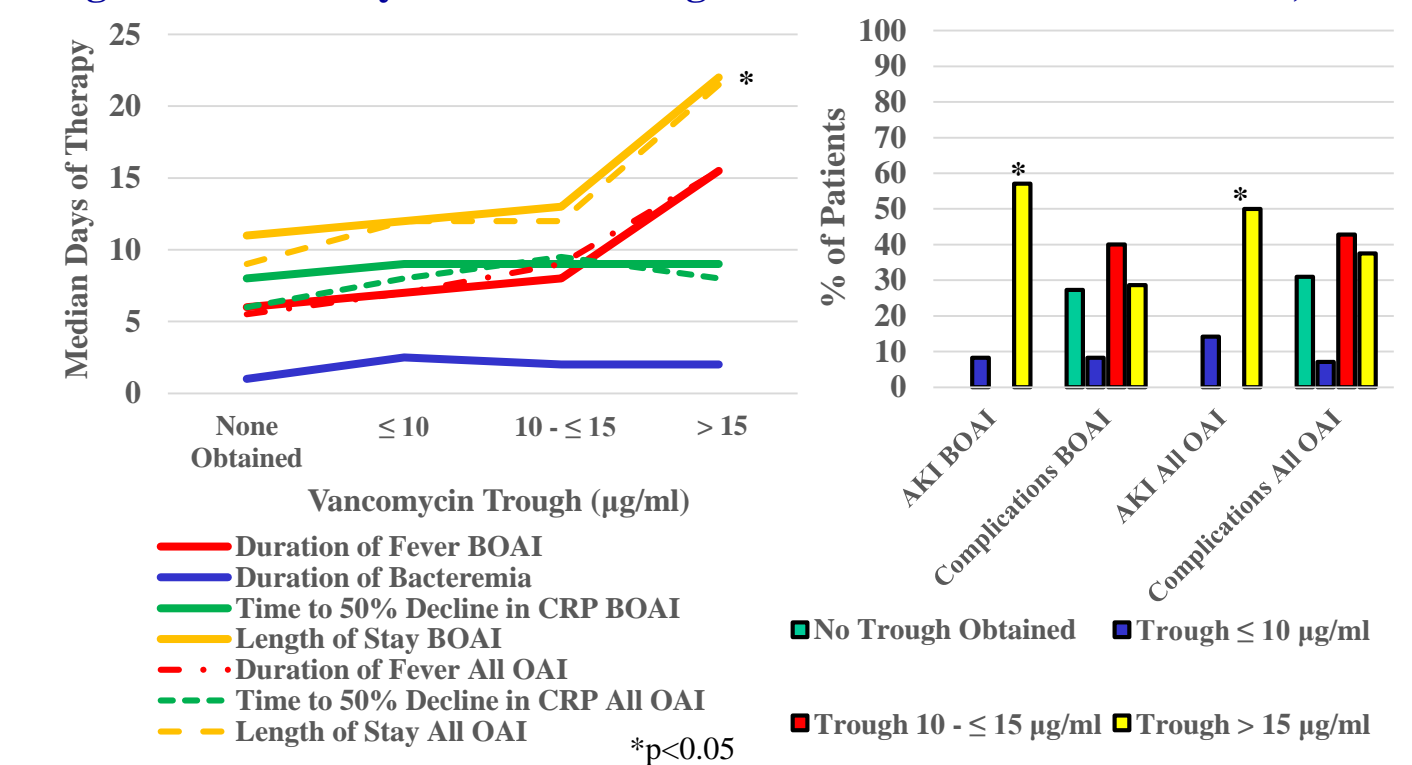 25
20
15
10
5
0
Median Days of Therapy
*
None
Obtained
≤ 10
10 - ≤ 15
> 15
Vancomycin Trough (µg/ml)
Duration of Fever BOAI
Duration of Bacteremia
Time to 50% Decline in CRP BOAI
Length of Stay BOAI
Duration of Fever All OAI
Time to 50% Decline in CRP All OAI
Length of Stay All OAI
*p<0.05
100
90
80
70
60
50
40
30
20
10
0
% of Patients
*
*
AKI BOAI
Complications BOAI
AKI All OAI
Complications All OAI
No Trough Obtained
Trough ≤ 10 µg/ml
Trough 10 - ≤ 15 µg/ml
Trough > 15 µg/ml